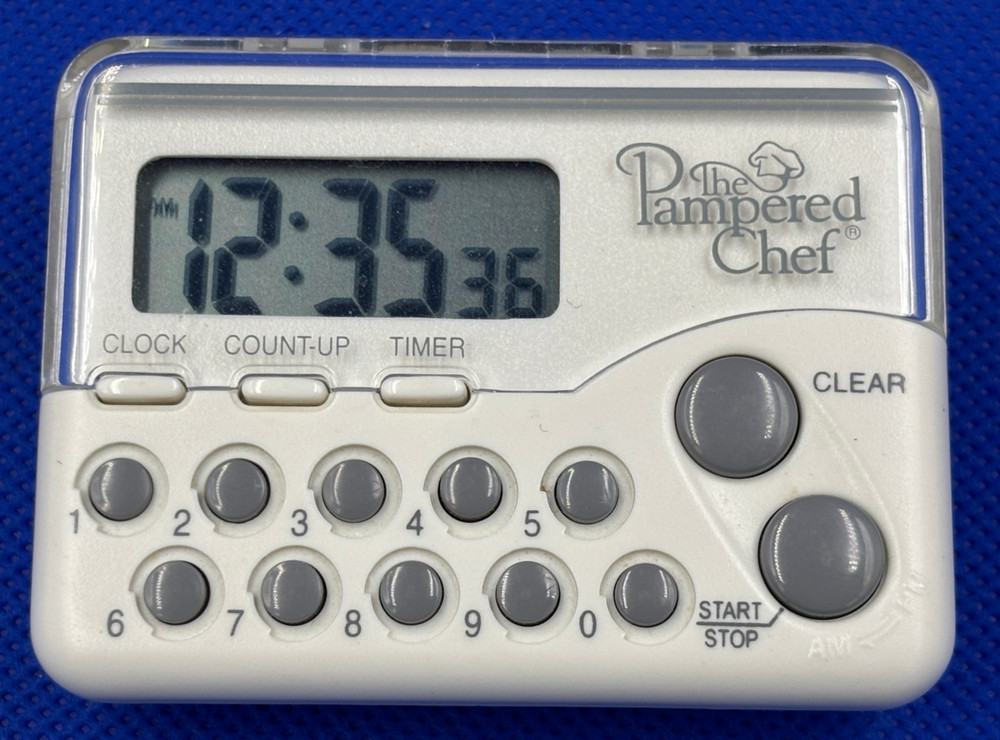 The
Pampered
Chef®
AM 12:35 36
CLOCK COUNT-UP TIMER
CLEAR
1 2 3 4 5
6 7 8 9 0
START
STOP
AM PM